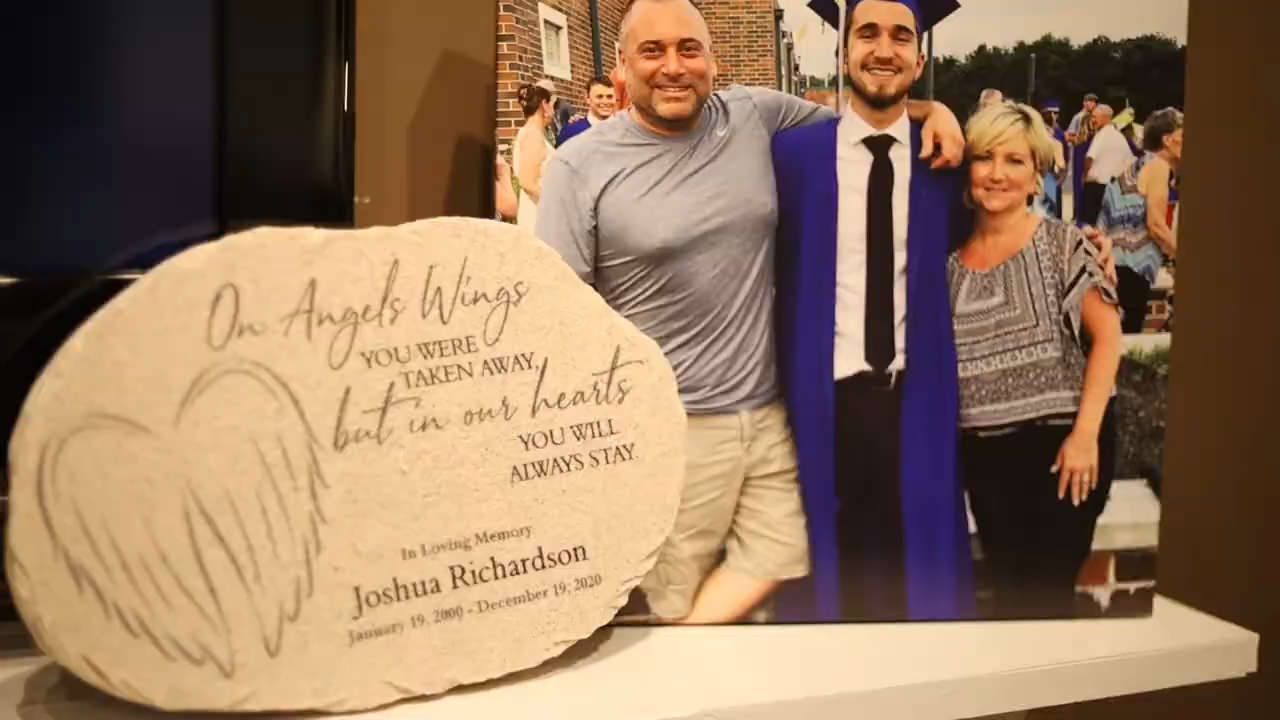 On Angels Wings
YOU WERE
TAKEN AWAY,
but in our hearts
YOU WILL
ALWAYS STAY.
In Loving Memory
Joshua Richardson
January 19, 2000 - December 19, 2020